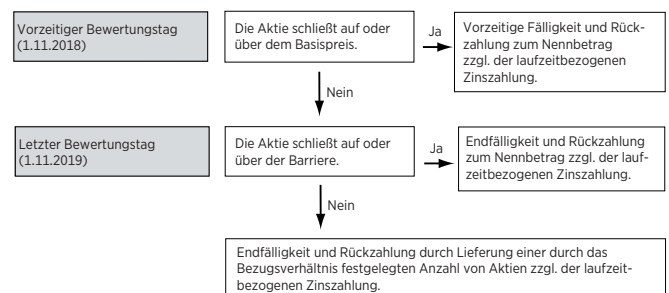 Vorzeitiger Bewertungstag
(1.11.2018)
Die Aktie schließt auf oder
über dem Basispreis.
Ja
Vorzeitige Fälligkeit und Rück-
zahlung zum Nennbetrag
zzgl. der laufzeitbezogenen
Zinszahlung.
Nein
Letzter Bewertungstag
(1.11.2019)
Die Aktie schließt auf oder
über der Barriere.
Ja
Endfälligkeit und Rückzahlung
zum Nennbetrag zzgl. der lauf-
zeitbezogenen Zinszahlung.
Nein
Endfälligkeit und Rückzahlung durch Lieferung einer durch das
Bezugsverhältnis festgelegten Anzahl von Aktien zzgl. der laufzeit-
bezogenen Zinszahlung.